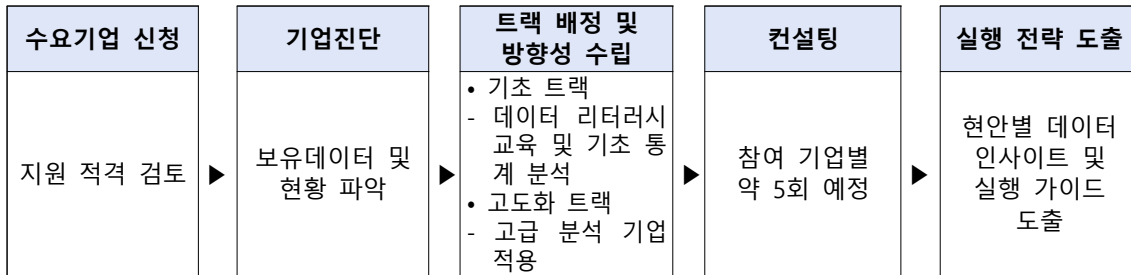 수요기업 신청
지원 적격 검토
▶
기업진단
보유데이터 및
현황 파악
▶
트랙 배정 및
방향성 수립
• 기초 트랙
- 데이터 리터러시
교육 및 기초 통
계 분석
• 고도화 트랙
- 고급 분석 기업
적용
▶
컨설팅
참여 기업별
약 5회 예정
▶
실행 전략 도출
현안별 데이터
인사이트 및
실행 가이드
도출